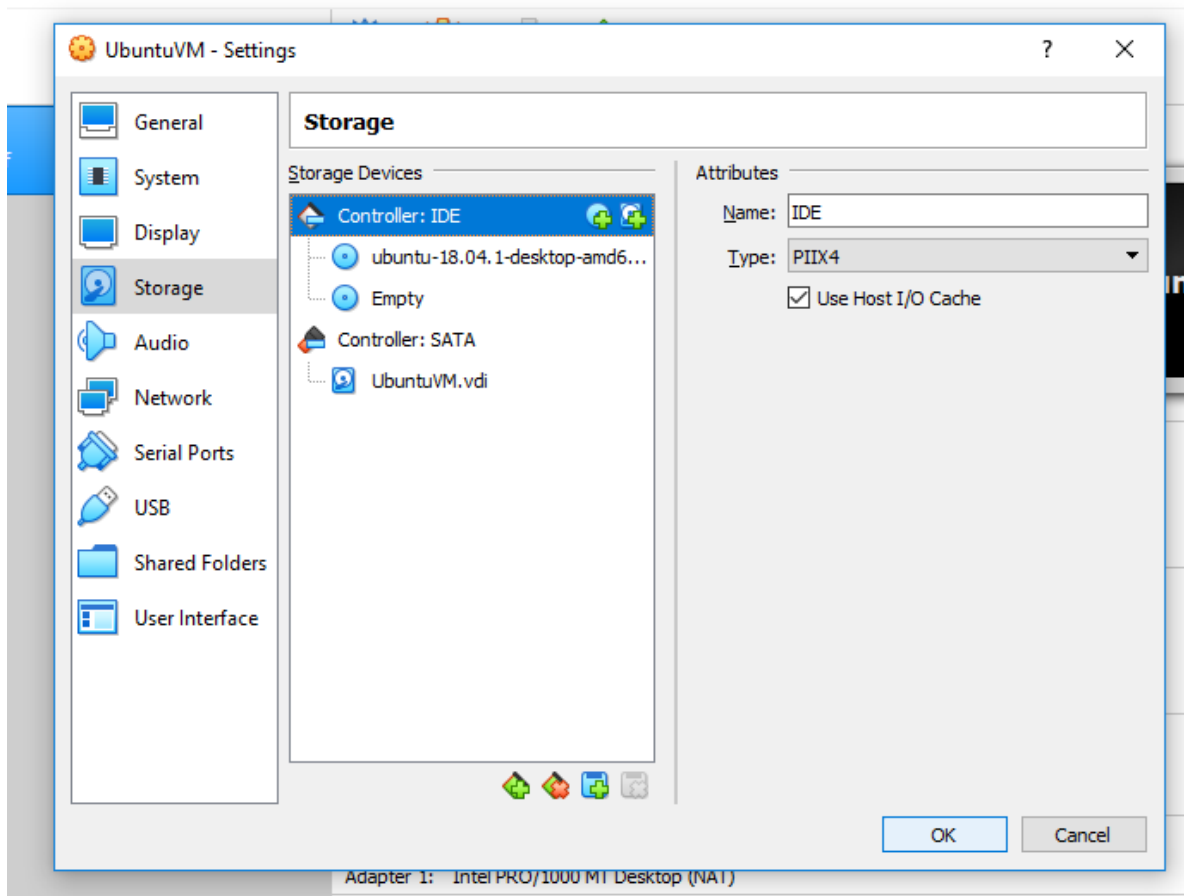 UbuntuVM - Settings
?
General
System
Display
Storage
Audio
Network
Serial Ports
USB
Shared Folders
User Interface
Storage
Storage Devices
Controller: IDE
ubuntu-18.04.1-desktop-amd6...
Empty
Controller: SATA
UbuntuVM.vdi
Attributes
Name: IDE
Type: PIIX4
Use Host I/O Cache
OK
Cancel
Adapter 1: Intel PRO/1000 MT Desktop (NAT)